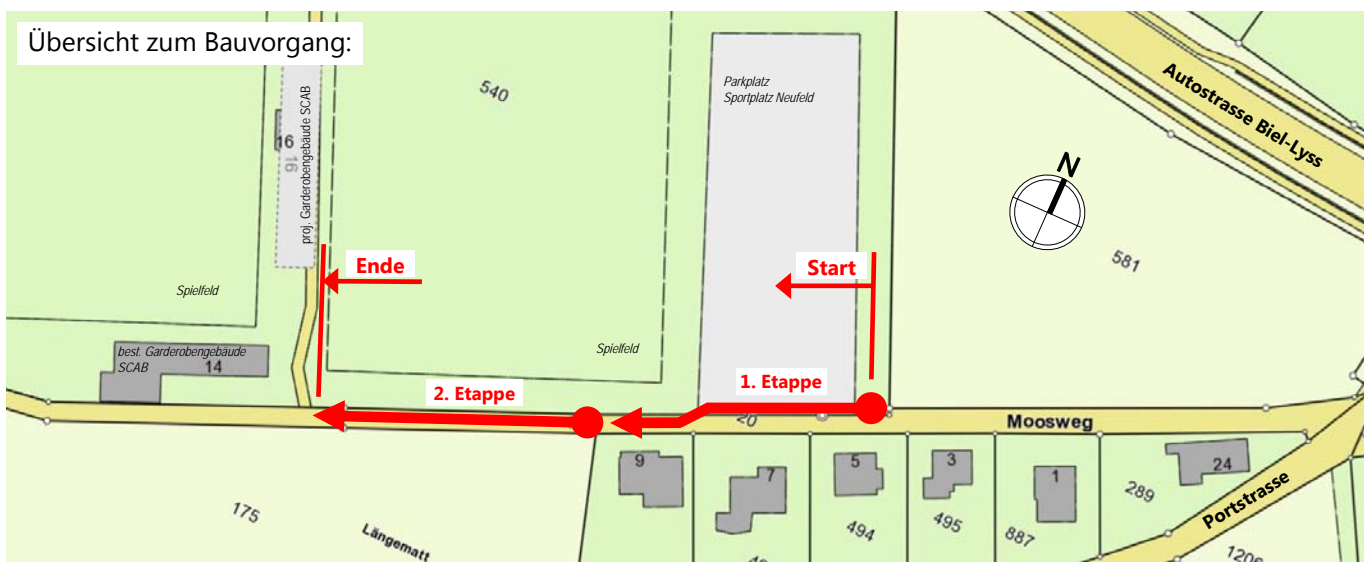 Übersicht zum Bauvorgang:
540
Parkplatz
Sportplatz Neufeld
Autostrasse Biel-Lyss
16
16
proj. Garderobengebäude SCAB
N
581
Ende
Start
Spielfeld
Spielfeld
best. Garderobengebäude
SCAB
14
1. Etappe
2. Etappe
20
Moosweg
9
7
5
3
1
24
289
Portstrasse
175
Längematt
494
495
887